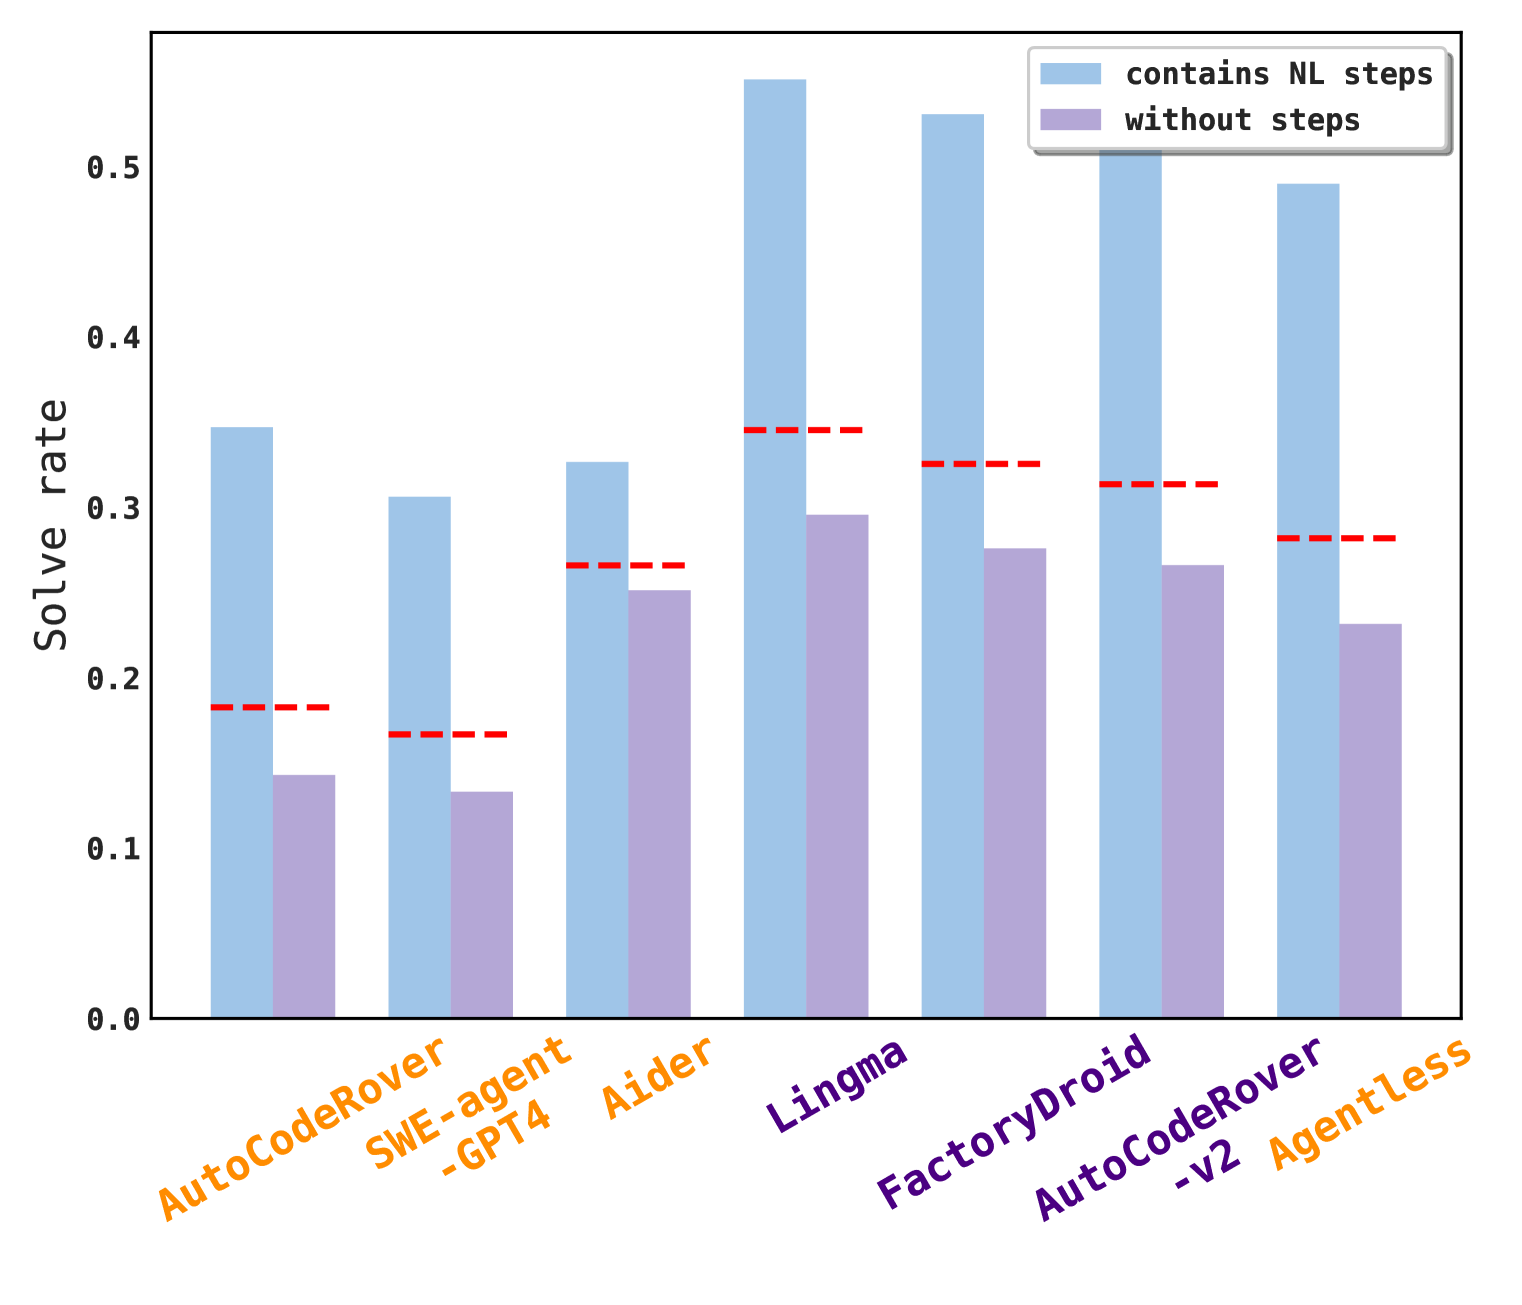 contains NL steps
without steps
Solve rate
0.5
0.4
0.3
0.2
0.1
0.0
AutoCodeRover
SWE-agent
-GPT4
Aider
Lingma
FactoryDroid
AutoCodeRover
-v2
Agentless